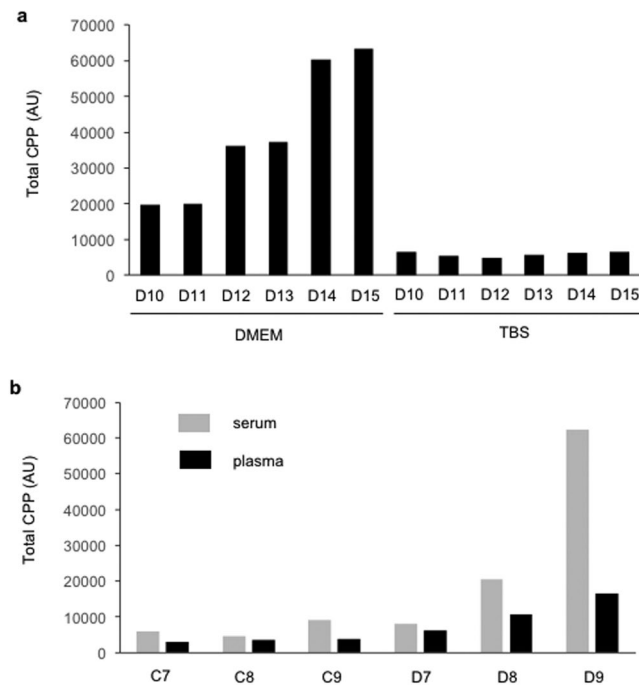 a
Total CPP (AU)
70000
60000
50000
40000
30000
20000
10000
0
D10 D11 D12 D13 D14 D15 D10 D11 D12 D13 D14 D15
DMEM TBS
b
Total CPP (AU)
70000
60000
50000
40000
30000
20000
10000
0
serum
plasma
C7 C8 C9 D7 D8 D9